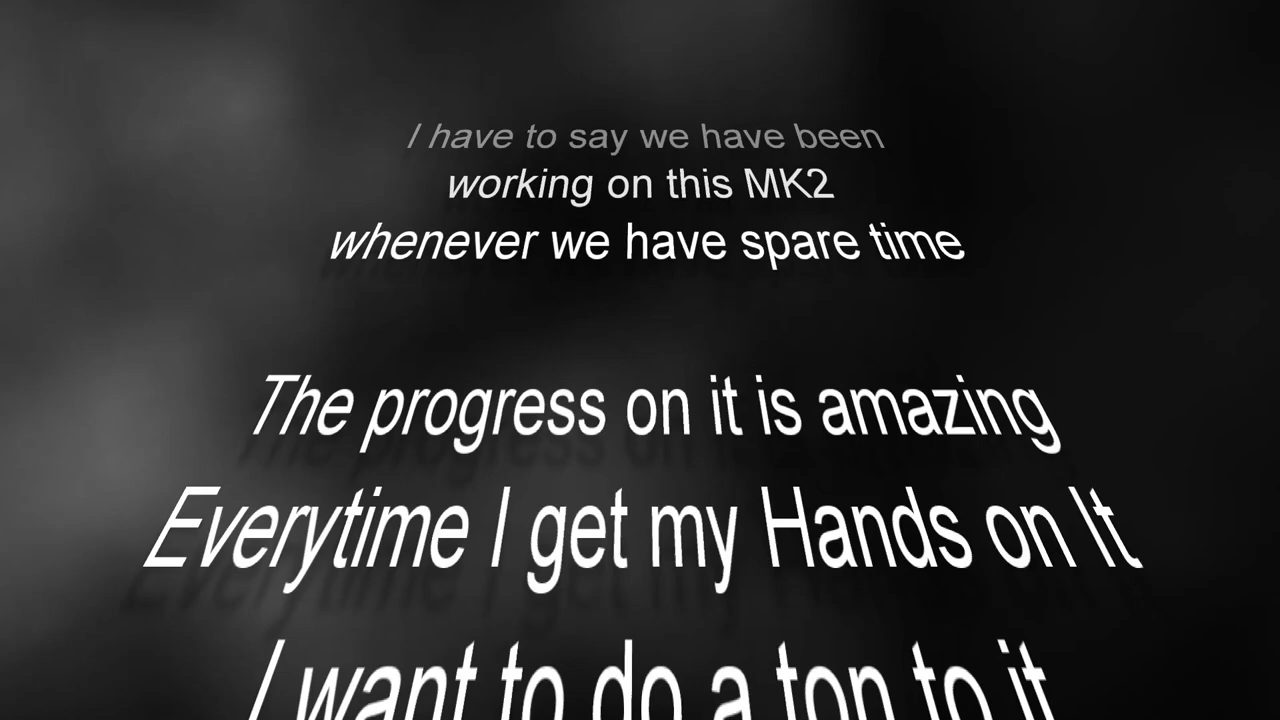 I have to say we have been
working on this MK2
whenever we have spare time
The progress on it is amazing
Everytime I get my Hands on It
I want to do a ton to it